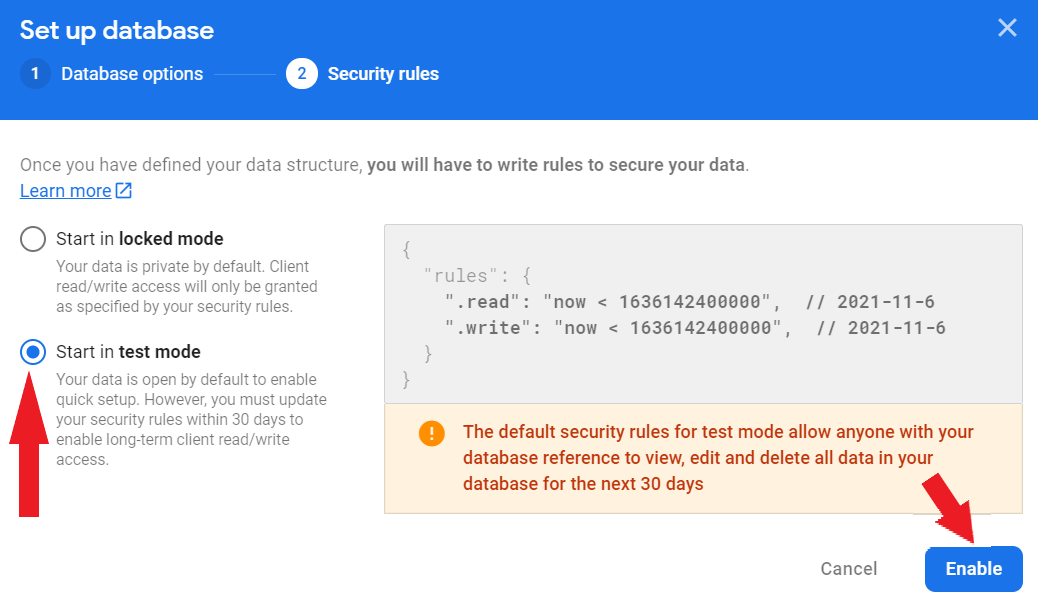 Set up database
1 Database options 2 Security rules
Once you have defined your data structure, you will have to write rules to secure your data.
Learn more
Start in locked mode
Your data is private by default. Client
read/write access will only be granted
as specified by your security rules.
Start in test mode
Your data is open by default to enable
quick setup. However, you must update
your security rules within 30 days to
enable long-term client read/write
access.
{
"rules": {
".read": "now < 1636142400000", // 2021-11-6
".write": "now < 1636142400000", // 2021-11-6
}
}
The default security rules for test mode allow anyone with your
database reference to view, edit and delete all data in your
database for the next 30 days
Cancel Enable